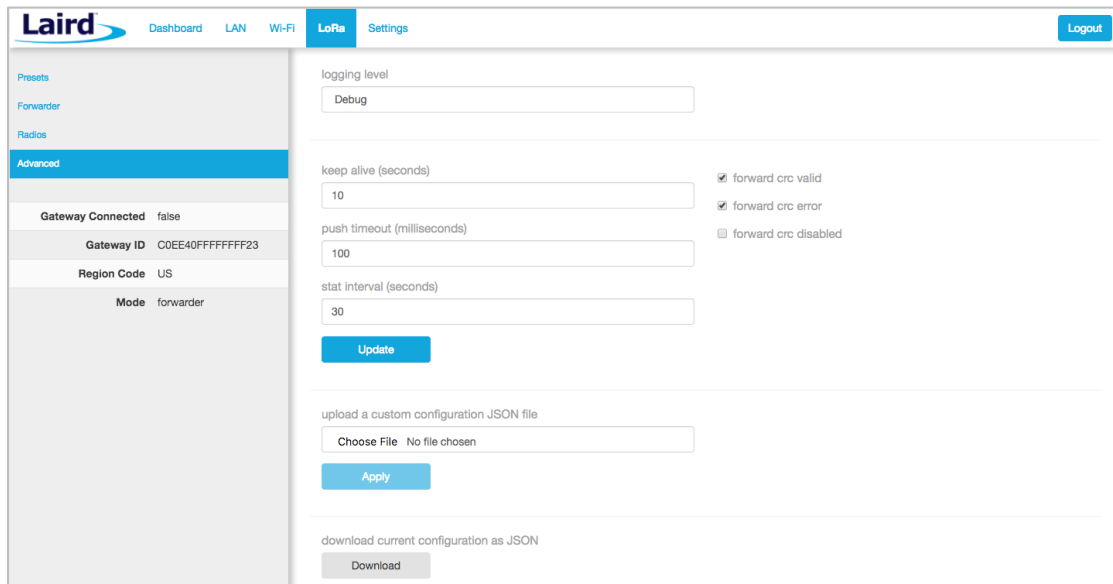 Laird
Dashboard LAN Wi-Fi LoRa Settings Logout
Presets
Forwarder
Radios
Advanced
Gateway Connected false
Gateway ID C0EE40FFFFFFFF23
Region Code US
Mode forwarder
logging level
Debug
keep alive (seconds)
10
push timeout (milliseconds)
100
stat interval (seconds)
30
Update
forward crc valid
forward crc error
forward crc disabled
upload a custom configuration JSON file
Choose File No file chosen
Apply
download current configuration as JSON
Download